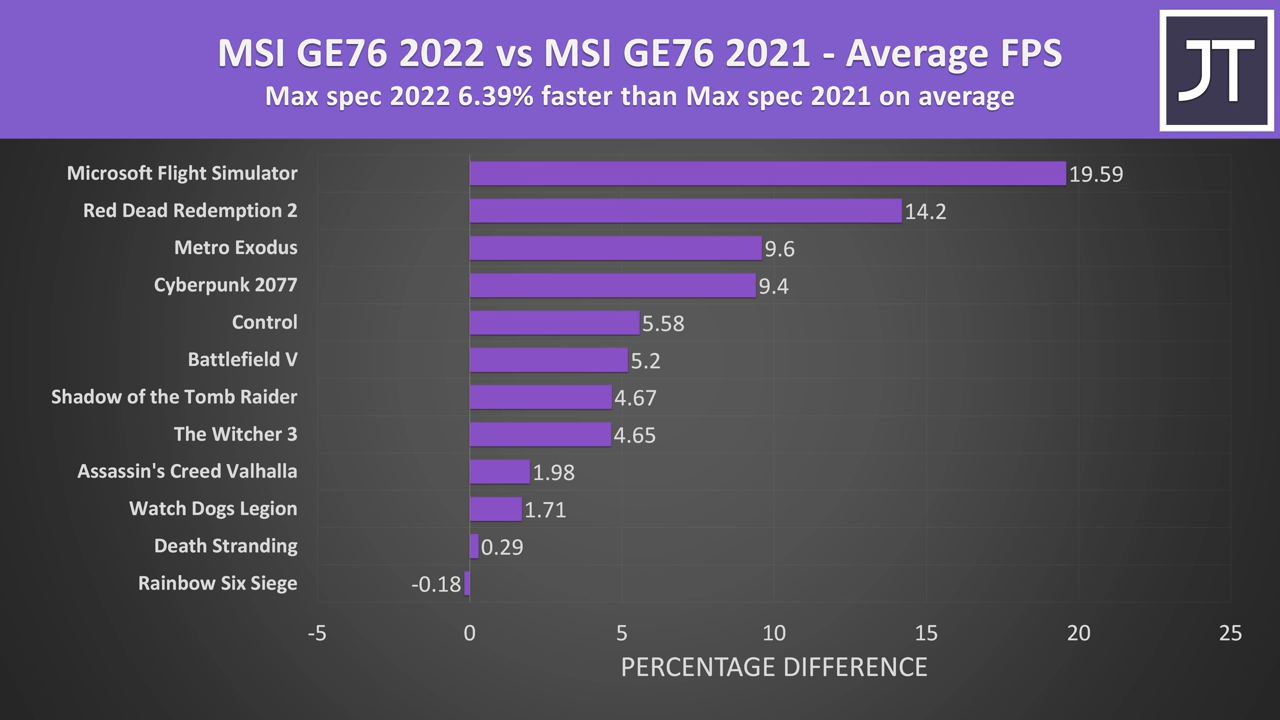 MSI GE76 2022 vs MSI GE76 2021 - Average FPS
Max spec 2022 6.39% faster than Max spec 2021 on average
JT
Microsoft Flight Simulator 19.59
Red Dead Redemption 2 14.2
Metro Exodus 9.6
Cyberpunk 2077 9.4
Control 5.58
Battlefield V 5.2
Shadow of the Tomb Raider 4.67
The Witcher 3 4.65
Assassin's Creed Valhalla 1.98
Watch Dogs Legion 1.71
Death Stranding 0.29
Rainbow Six Siege -0.18
-5 0 5 10 15 20 25
PERCENTAGE DIFFERENCE